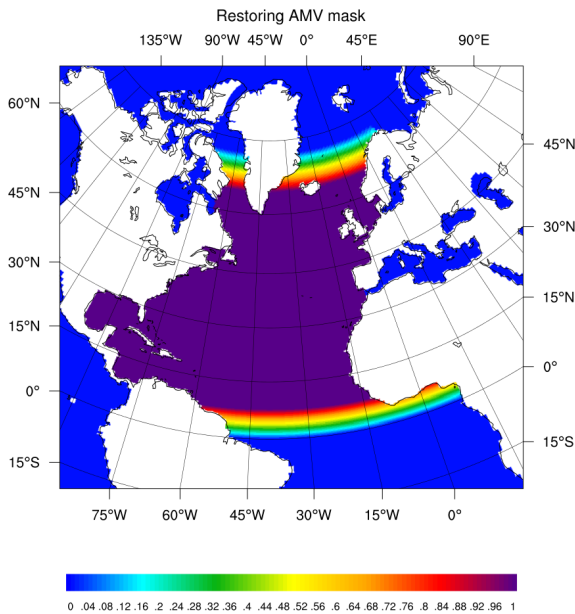 Restoring AMV mask
135°W 90°W 45°W 0° 45°E 90°E
60°N
45°N
45°N
30°N
30°N
15°N
15°N
0°
0°
15°S
15°S
75°W 60°W 45°W 30°W 15°W 0°
0 .04 .08 .12 .16 .2 .24 .28 .32 .36 .4 .44 .48 .52 .56 .6 .64 .68 .72 .76 .8 .84 .88 .92 .96 1